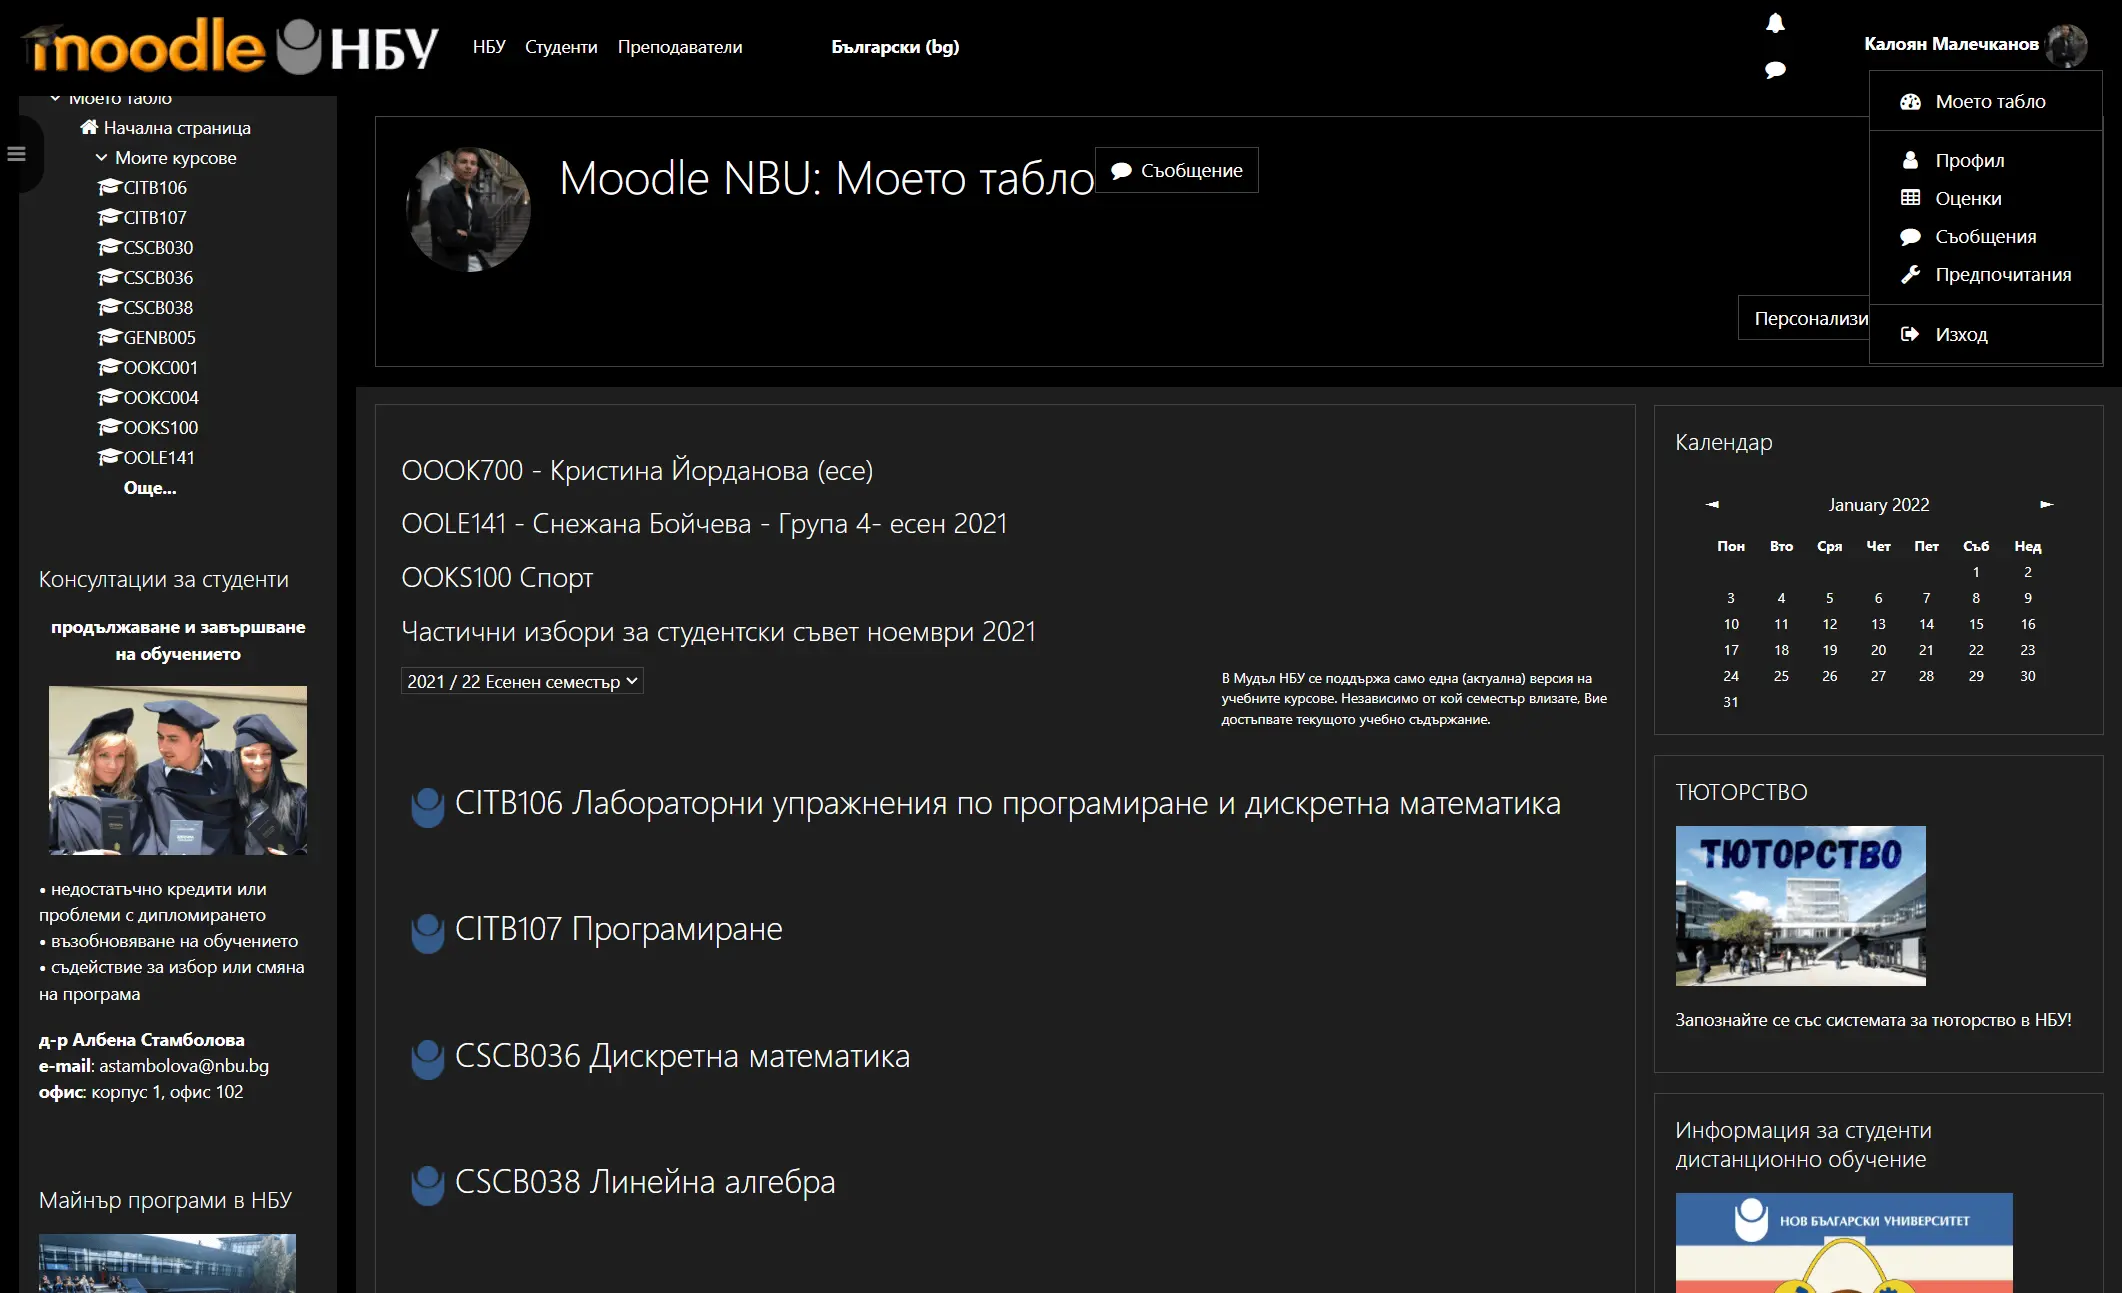 moodle НБУ
НБУ Студенти Преподаватели Български (bg)
Калоян Малечканов
Моето табло
Профил
Оценки
Съобщения
Предпочитания
Изход
Моето табло
Начална страница
Моите курсове
CITB106
CITB107
CSCB030
CSCB036
CSCB038
GENB005
OOKC001
OOKC004
OOKS100
OOLE141
Още...
Консултации за студенти
продължаване и завършване
на обучението
• недостатъчно кредити или
проблеми с дипломирането
• възобновяване на обучението
• съдействие за избор или смяна
на програма
д-р Албена Стамболова
e-mail: astambolova@nbu.bg
офис: корпус 1, офис 102
Майнър програми в НБУ
Moodle NBU: Моето табло
Съобщение
Персонализи
OOOK700 - Кристина Йорданова (есе)
OOLE141 - Снежана Бойчева - Група 4- есен 2021
OOKS100 Спорт
Частични избори за студентски съвет ноември 2021
2021 / 22 Есенен семестър
В Мудъл НБУ се поддържа само една (актуална) версия на
учебните курсове. Независимо от кой семестър влизате, Вие
достъпвате текущото учебно съдържание.
CITB106 Лабораторни упражнения по програмиране и дискретна математика
CITB107 Програмиране
CSCB036 Дискретна математика
CSCB038 Линейна алгебра
Календар
◄ January 2022 ►
Пон Вто Сря Чет Пет Съб Нед
1 2
3 4 5 6 7 8 9
10 11 12 13 14 15 16
17 18 19 20 21 22 23
24 25 26 27 28 29 30
31
ТЮТОРСТВО
ТЮТОРСТВО
Запознайте се със системата за тюторство в НБУ!
Информация за студенти
дистанционно обучение
НОВ БЪЛГАРСКИ УНИВЕРСИТЕТ